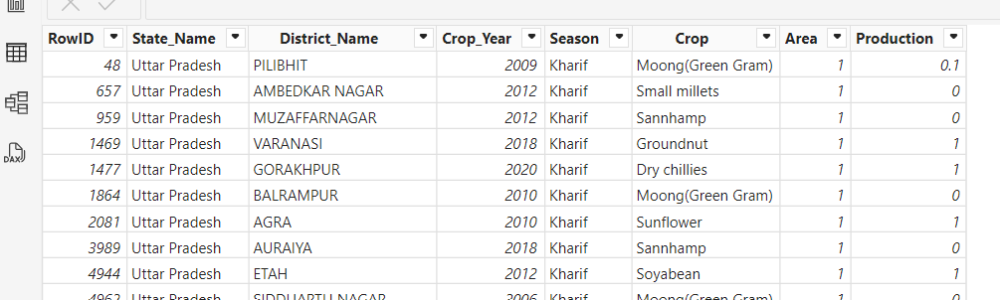 RowID State_Name District_Name Crop_Year Season Crop Area Production
48 Uttar Pradesh PILIBHIT 2009 Kharif Moong(Green Gram) 1 0.1
657 Uttar Pradesh AMBEDKAR NAGAR 2012 Kharif Small millets 1 0
959 Uttar Pradesh MUZAFFARNAGAR 2012 Kharif Sannhamp 1 0
1469 Uttar Pradesh VARANASI 2018 Kharif Groundnut 1 1
1477 Uttar Pradesh GORAKHPUR 2020 Kharif Dry chillies 1 1
1864 Uttar Pradesh BALRAMPUR 2010 Kharif Moong(Green Gram) 1 0
2081 Uttar Pradesh AGRA 2010 Kharif Sunflower 1 1
3989 Uttar Pradesh AURAIYA 2018 Kharif Sannhamp 1 0
4944 Uttar Pradesh ETAH 2012 Kharif Soyabean 1 1
4962 Uttar Pradesh SIDDHARTH NAGAR 2006 Kharif Moong(Green Gram) 1 0
DAX